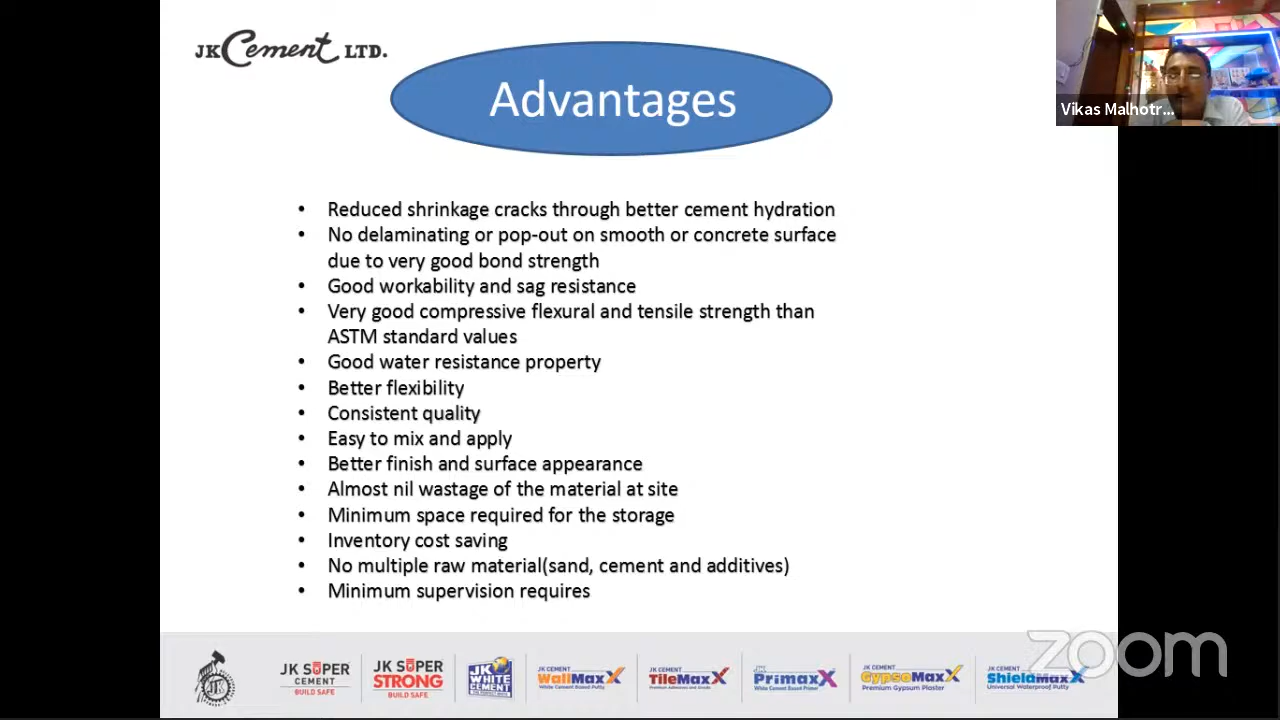 JK Cement LTD.
Advantages
Vikas Malhotr...
• Reduced shrinkage cracks through better cement hydration
• No delaminating or pop-out on smooth or concrete surface
due to very good bond strength
• Good workability and sag resistance
• Very good compressive flexural and tensile strength than
ASTM standard values
• Good water resistance property
• Better flexibility
• Consistent quality
• Easy to mix and apply
• Better finish and surface appearance
• Almost nil wastage of the material at site
• Minimum space required for the storage
• Inventory cost saving
• No multiple raw material(sand, cement and additives)
• Minimum supervision requires
JK
JK SUPER
CEMENT
BUILD SAFE
JK SUPER
STRONG
BUILD SAFE
JK
WHITE
CEMENT
JK CEMENT
WallMaxX
White Cement Based Putty
JK CEMENT
TileMaxX
Premium Adhesives and Grouts
JK
PrimaxX
White Cement Based Primer
JK CEMENT
GypsoMaxX
Premium Gypsum Plaster
JK CEMENT
ShieldMaxX
Universal Waterproof Putty
zoom